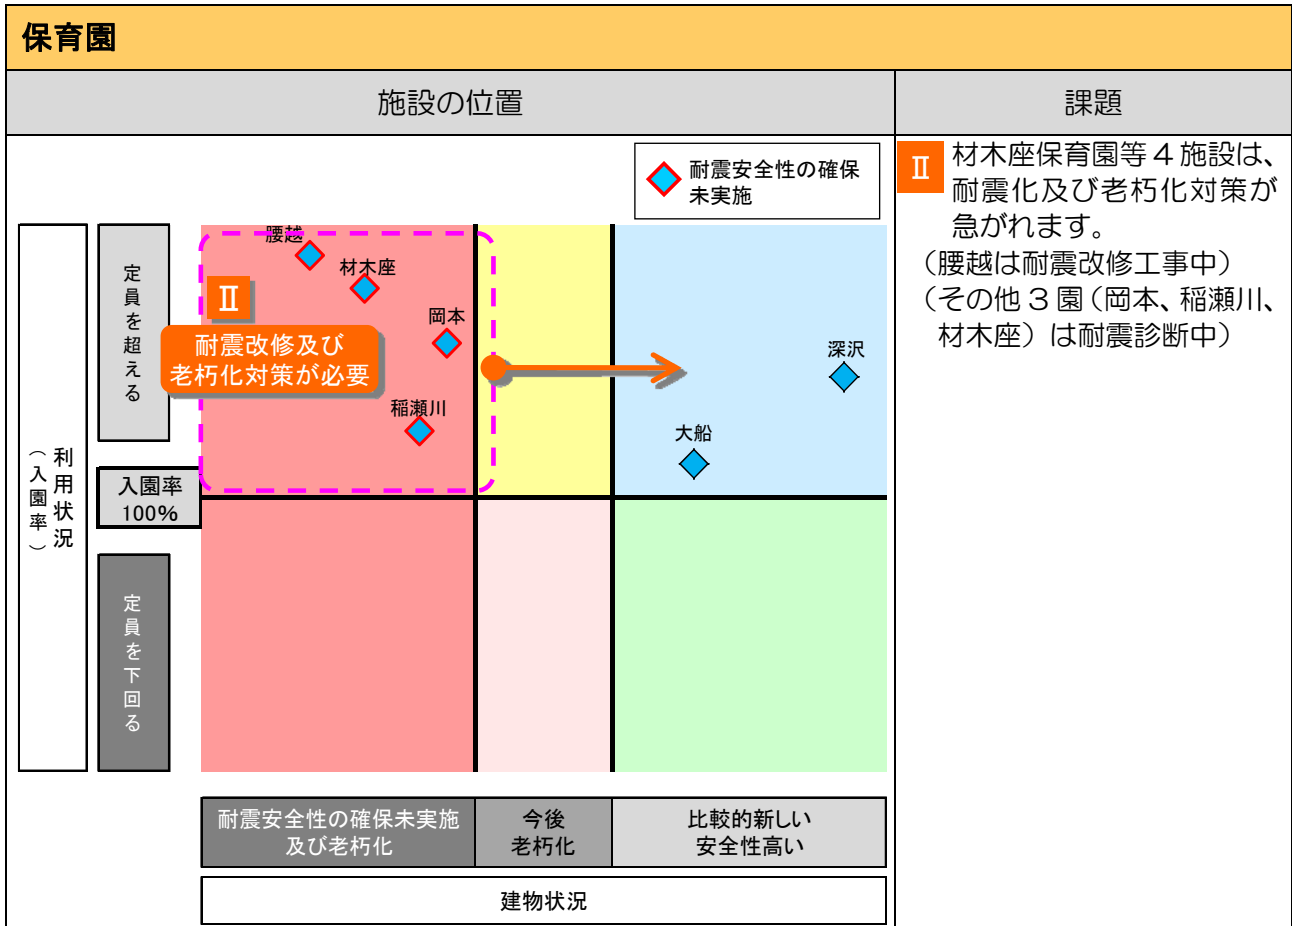 保育園
施設の位置
課題
耐震安全性の確保
未実施
Ⅱ 材木座保育園等4施設は、
耐震化及び老朽化対策が
急がれます。
（腰越は耐震改修工事中）
（その他3園（岡本、稲瀬川、
材木座）は耐震診断中）
利用状況
（入園率）
定員を超える
入園率
100%
定員を下回る
腰越
材木座
岡本
稲瀬川
深沢
大船
Ⅱ
耐震改修及び
老朽化対策が必要
耐震安全性の確保未実施
及び老朽化
今後
老朽化
比較的新しい
安全性高い
建物状況